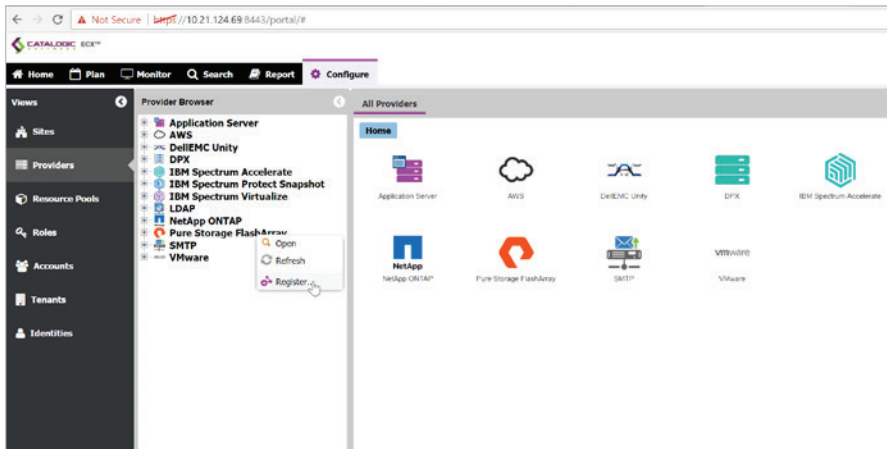 Not Secure | https://10.21.124.69:8443/portal/#
CATALOGIC ECX™
SOFTWARE
Home Plan Monitor Search Report Configure
Views
Sites
Providers
Resource Pools
Roles
Accounts
Tenants
Identities
Provider Browser
Application Server
AWS
DellEMC Unity
DPX
IBM Spectrum Accelerate
IBM Spectrum Protect Snapshot
IBM Spectrum Virtualize
LDAP
NetApp ONTAP
Pure Storage FlashArray
SMTP
VMware
Open
Refresh
Register...
All Providers
Home
Application Server AWS DellEMC Unity DPX IBM Spectrum Accelerate
NetApp
vmware
NetApp ONTAP Pure Storage FlashArray SMTP VMware